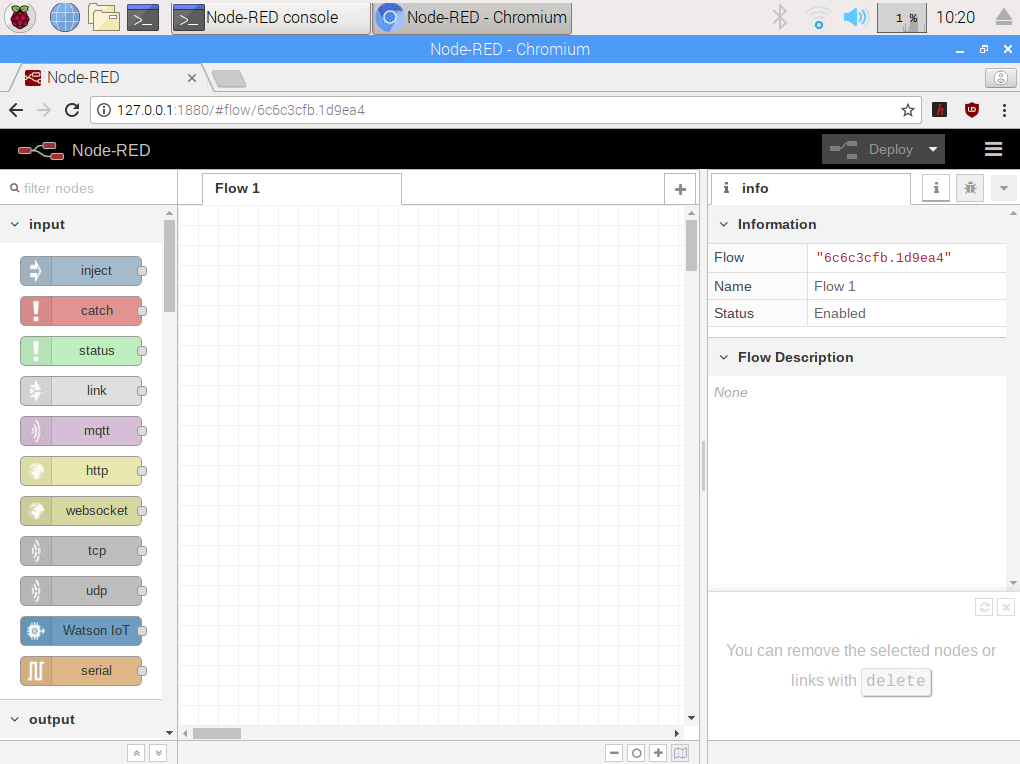 Node-RED console
Node-RED - Chromium
1 %
10:20
Node-RED - Chromium
Node-RED
127.0.0.1:1880/#flow/6c6c3cfb.1d9ea4
Node-RED
Deploy
filter nodes
Flow 1
info
input
inject
catch
status
link
mqtt
http
websocket
tcp
udp
Watson IoT
serial
output
Information
Flow "6c6c3cfb.1d9ea4"
Name Flow 1
Status Enabled
Flow Description
None
You can remove the selected nodes or
links with delete